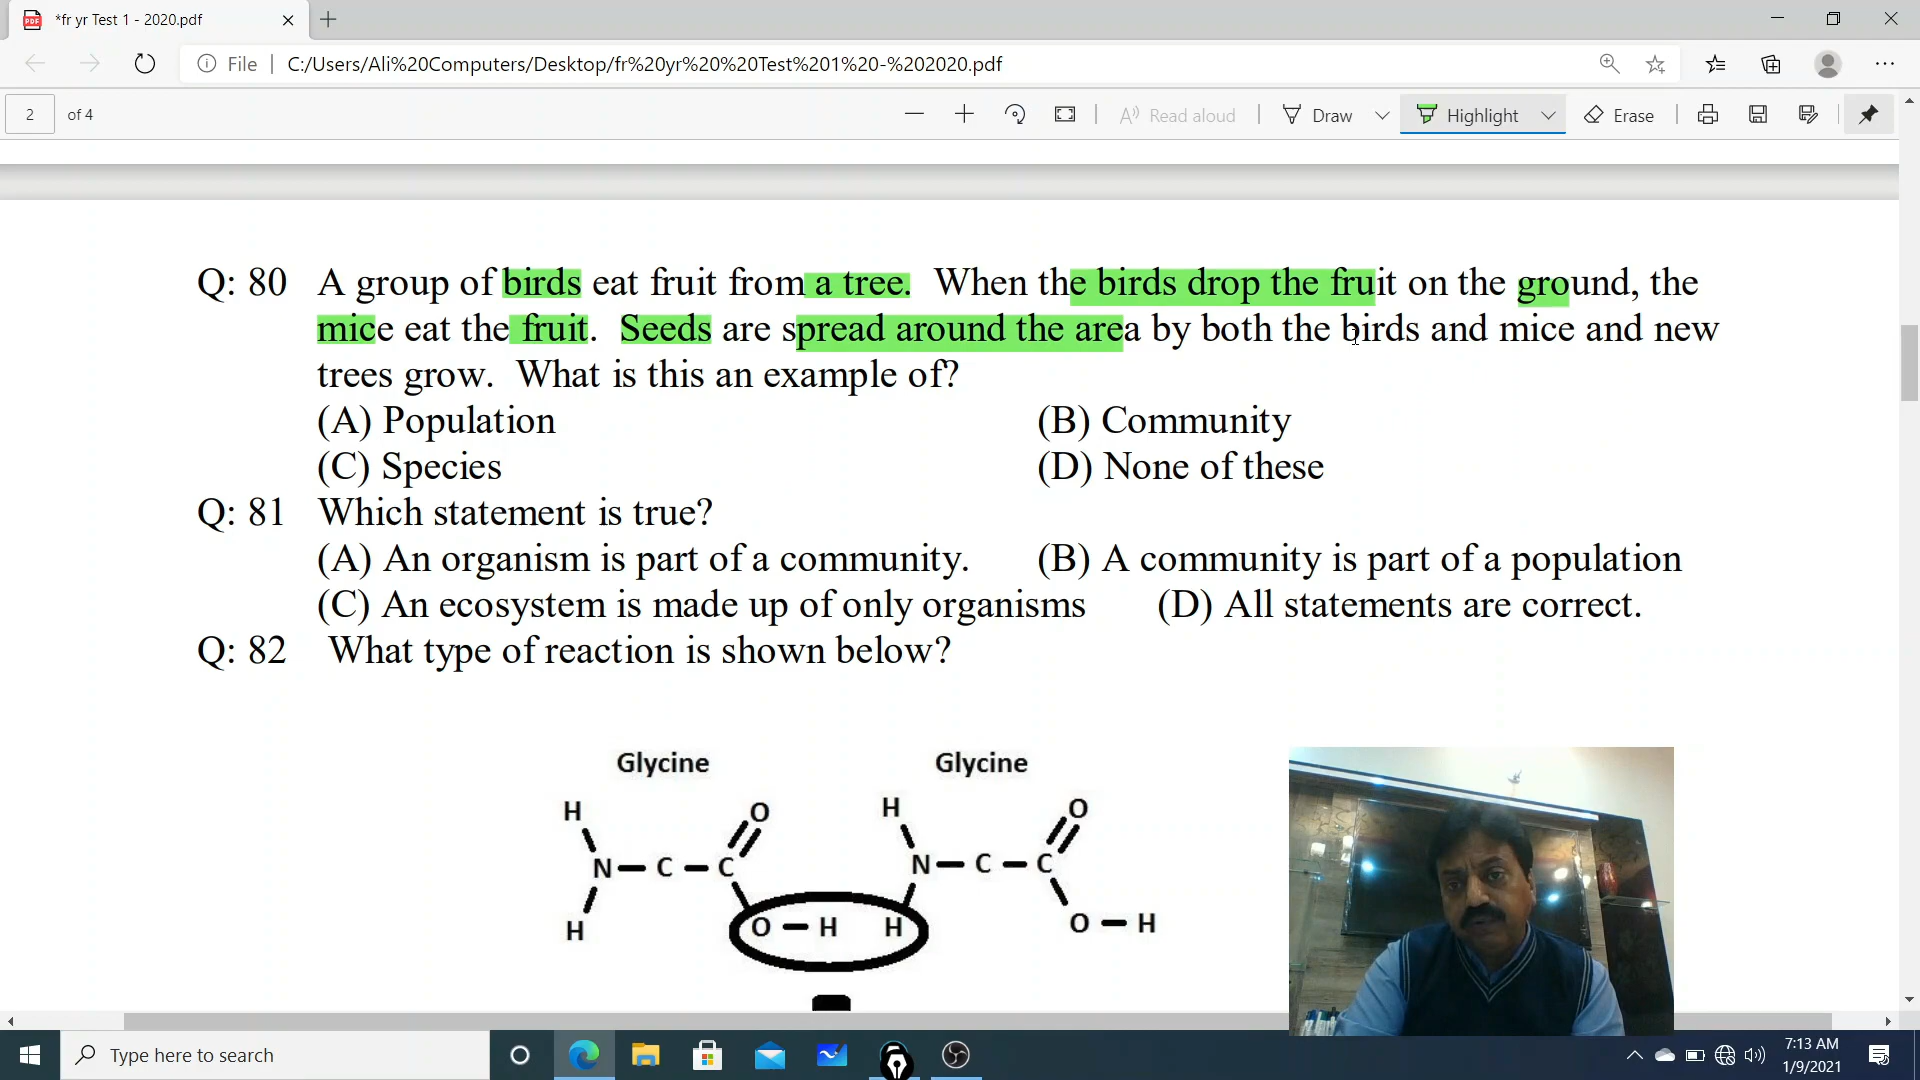 *fr yr Test 1 - 2020.pdf
File | C:/Users/Ali%20Computers/Desktop/fr%20yr%20%20Test%201%20-%202020.pdf
2 of 4 Read aloud Draw Highlight Erase
Q: 80 A group of birds eat fruit from a tree. When the birds drop the fruit on the ground, the
mice eat the fruit. Seeds are spread around the area by both the birds and mice and new
trees grow. What is this an example of?
(A) Population (B) Community
(C) Species (D) None of these
Q: 81 Which statement is true?
(A) An organism is part of a community. (B) A community is part of a population
(C) An ecosystem is made up of only organisms (D) All statements are correct.
Q: 82 What type of reaction is shown below?
Glycine Glycine
H O H O
N C C N C C
H O H H O H
Type here to search
7:13 AM
1/9/2021